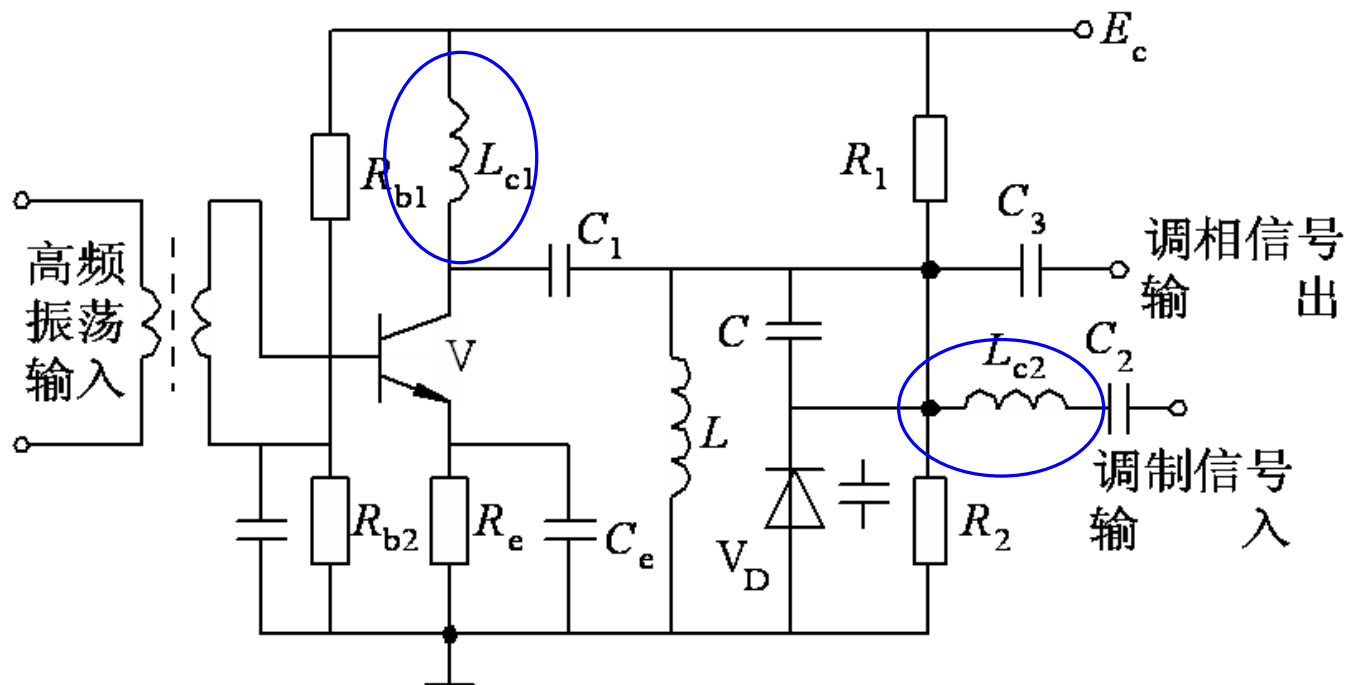 E_c
R_b1
L_c1
R_1
C_3
C_1
调相信号
输 出
高频
振荡
输入
V
C
L_c2
C_2
L
调制信号
输 入
R_b2
R_e
C_e
V_D
R_2